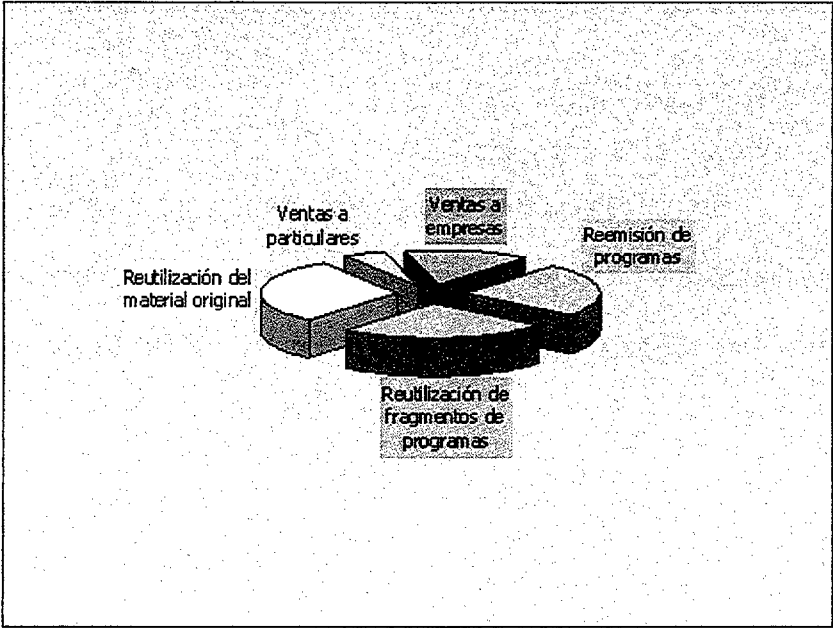 Ventas a
particulares
Ventas a
empresas
Reemisión de
programas
Reutilización del
material original
Reutilización de
fragmentos de
programas